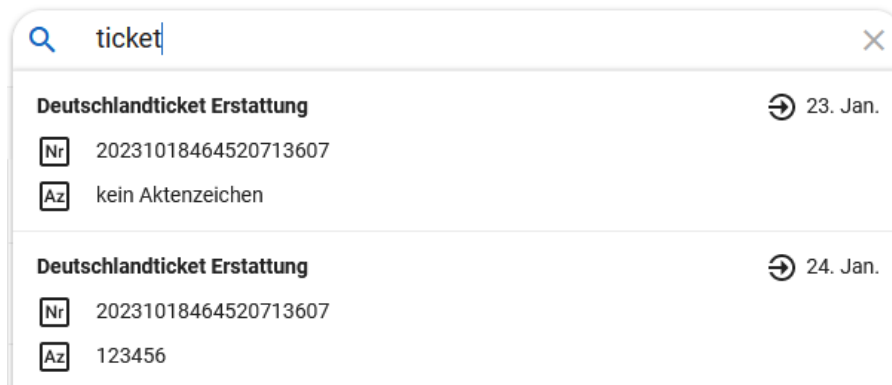 ticket
Deutschlandticket Erstattung 23. Jan.
Nr 20231018464520713607
Az kein Aktenzeichen
Deutschlandticket Erstattung 24. Jan.
Nr 20231018464520713607
Az 123456